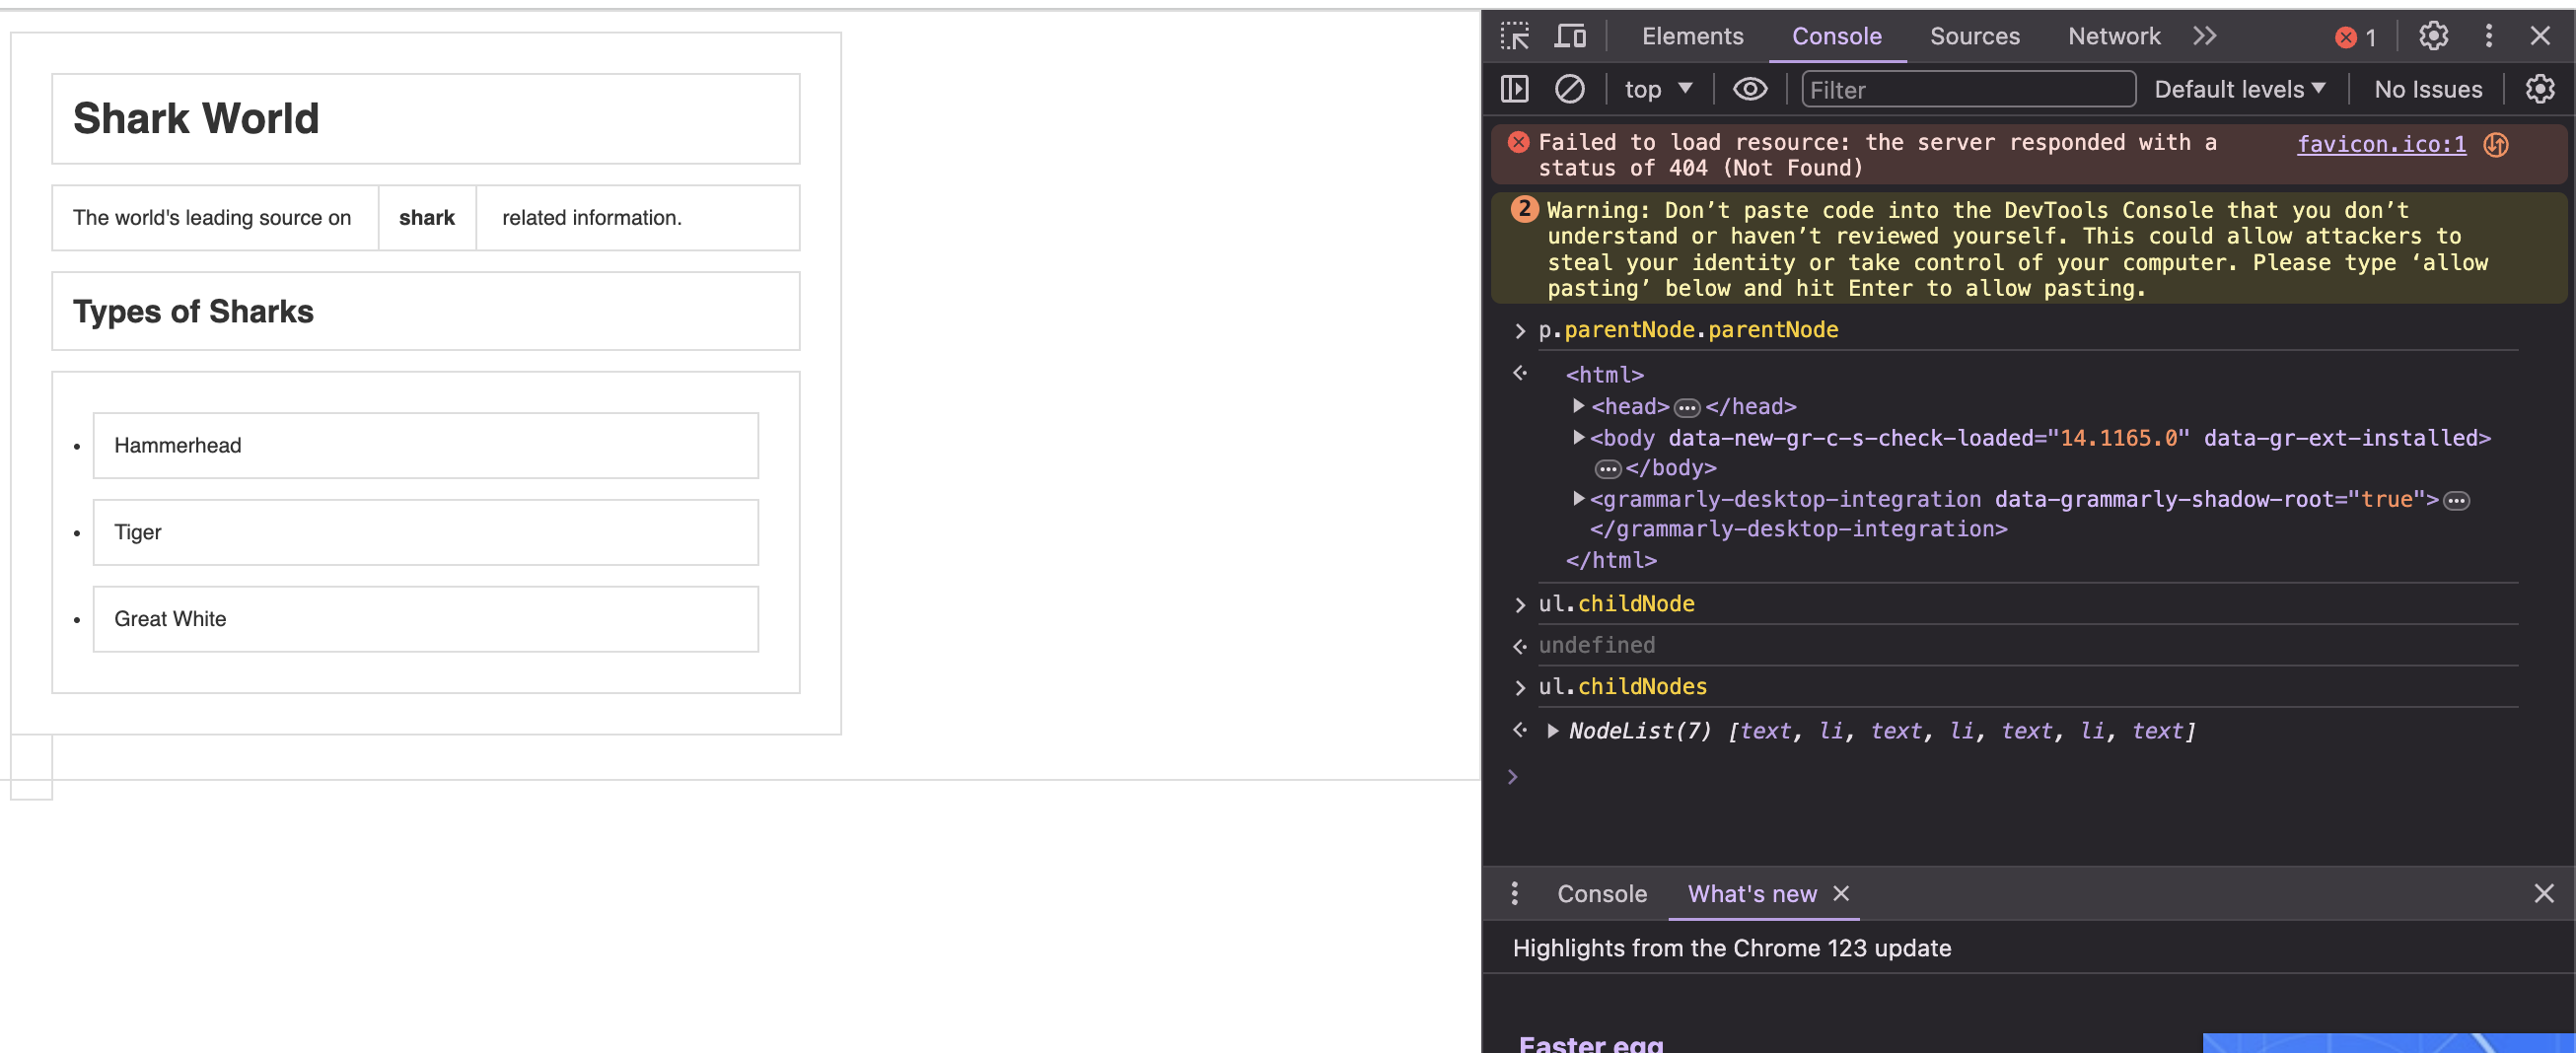 Shark World
The world's leading source on shark related information.
Types of Sharks
• Hammerhead
• Tiger
• Great White
Elements Console Sources Network 1
top Filter Default levels No Issues
Failed to load resource: the server responded with a favicon.ico:1
status of 404 (Not Found)
2 Warning: Don’t paste code into the DevTools Console that you don’t
understand or haven’t reviewed yourself. This could allow attackers to
steal your identity or take control of your computer. Please type ‘allow
pasting’ below and hit Enter to allow pasting.
p.parentNode.parentNode
<html>
<head>…</head>
<body data-new-gr-c-s-check-loaded="14.1165.0" data-gr-ext-installed>
…</body>
<grammarly-desktop-integration data-grammarly-shadow-root="true">…
</grammarly-desktop-integration>
</html>
ul.childNode
undefined
ul.childNodes
NodeList(7) [text, li, text, li, text, li, text]
Console What's new
Highlights from the Chrome 123 update
Easter egg